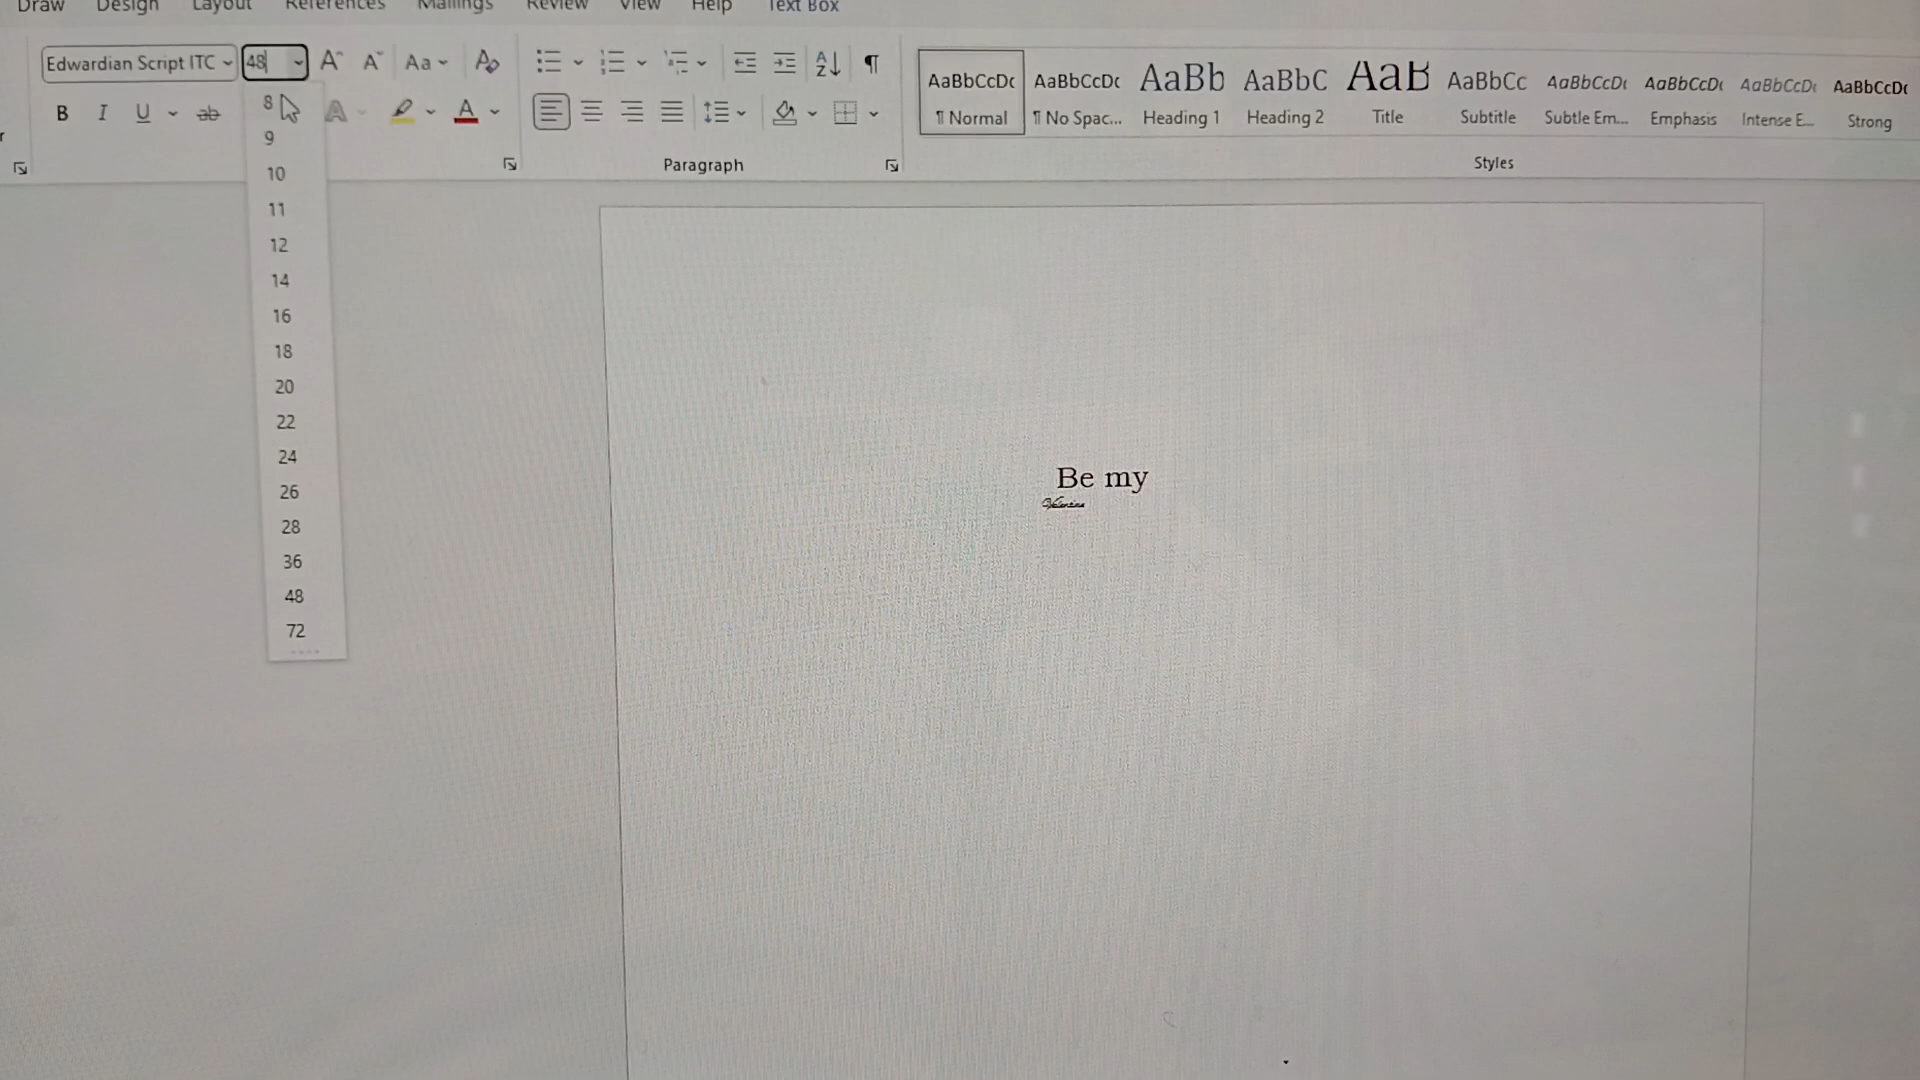 Draw Design Layout References Mailings Review View Help Text Box
Edwardian Script ITC 48 Aa
B I U ab A A
8
9
10
11
12
14
16
18
20
22
24
26
28
36
48
72
Paragraph
AaBbCcDc AaBbCcDc AaBb AaBbC AaB AaBbCc AaBbCcDc AaBbCcDc AaBbCcDc AaBbCcDc
¶ Normal ¶ No Spac... Heading 1 Heading 2 Title Subtitle Subtle Em... Emphasis Intense E... Strong
Styles
Be my
Valentine